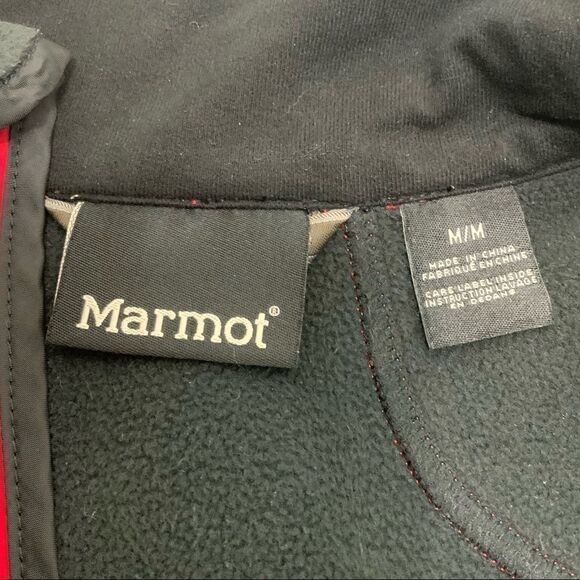 Marmot®
M/M
MADE IN CHINA
FABRIQUÉ EN CHINE
CARE LABEL INSIDE
INSTRUCTION LAVAGE
EN DEDANS